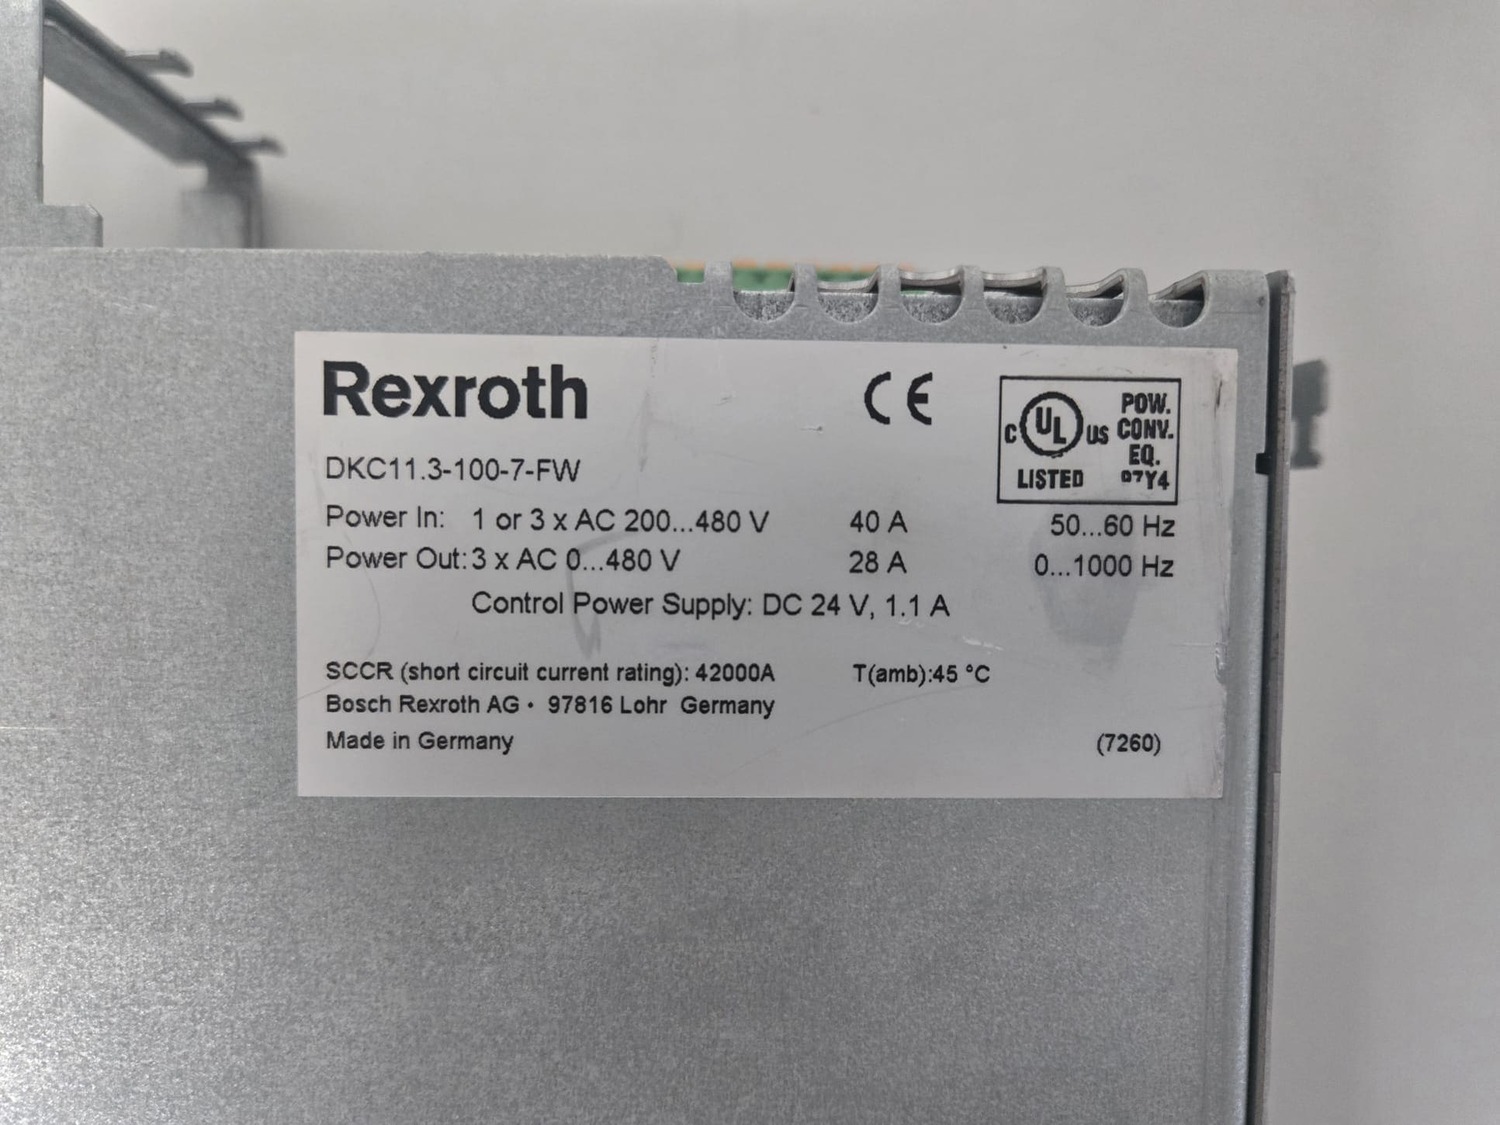 Rexroth
CE
C UL US
LISTED
POW.
CONV.
EQ.
97Y4
DKC11.3-100-7-FW
Power In: 1 or 3 x AC 200...480 V 40 A 50...60 Hz
Power Out: 3 x AC 0...480 V 28 A 0...1000 Hz
Control Power Supply: DC 24 V, 1.1 A
SCCR (short circuit current rating): 42000A T(amb):45 °C
Bosch Rexroth AG • 97816 Lohr Germany
Made in Germany (7260)